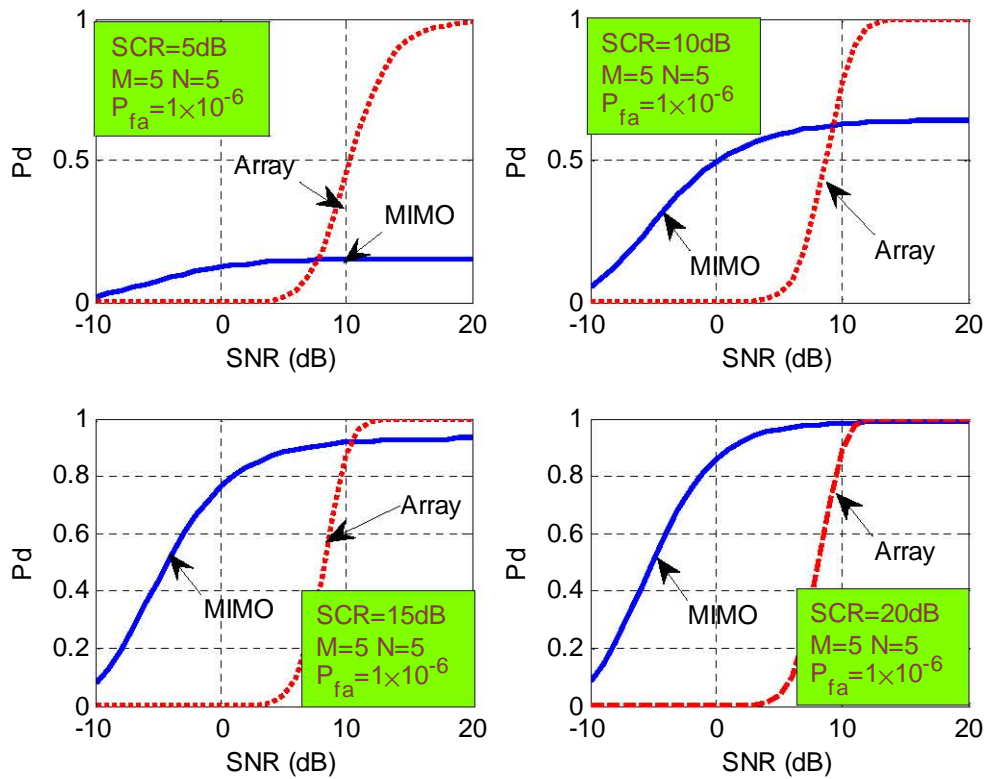 1
0.5
0
Pd
SCR=5dB
M=5 N=5
P_fa=1×10^-6
Array
MIMO
-10 0 10 20
SNR (dB)
1
0.5
0
Pd
SCR=10dB
M=5 N=5
P_fa=1×10^-6
MIMO
Array
-10 0 10 20
SNR (dB)
1
0.8
0.6
0.4
0.2
0
Pd
Array
MIMO
SCR=15dB
M=5 N=5
P_fa=1×10^-6
-10 0 10 20
SNR (dB)
1
0.8
0.6
0.4
0.2
0
Pd
Array
MIMO
SCR=20dB
M=5 N=5
P_fa=1×10^-6
-10 0 10 20
SNR (dB)